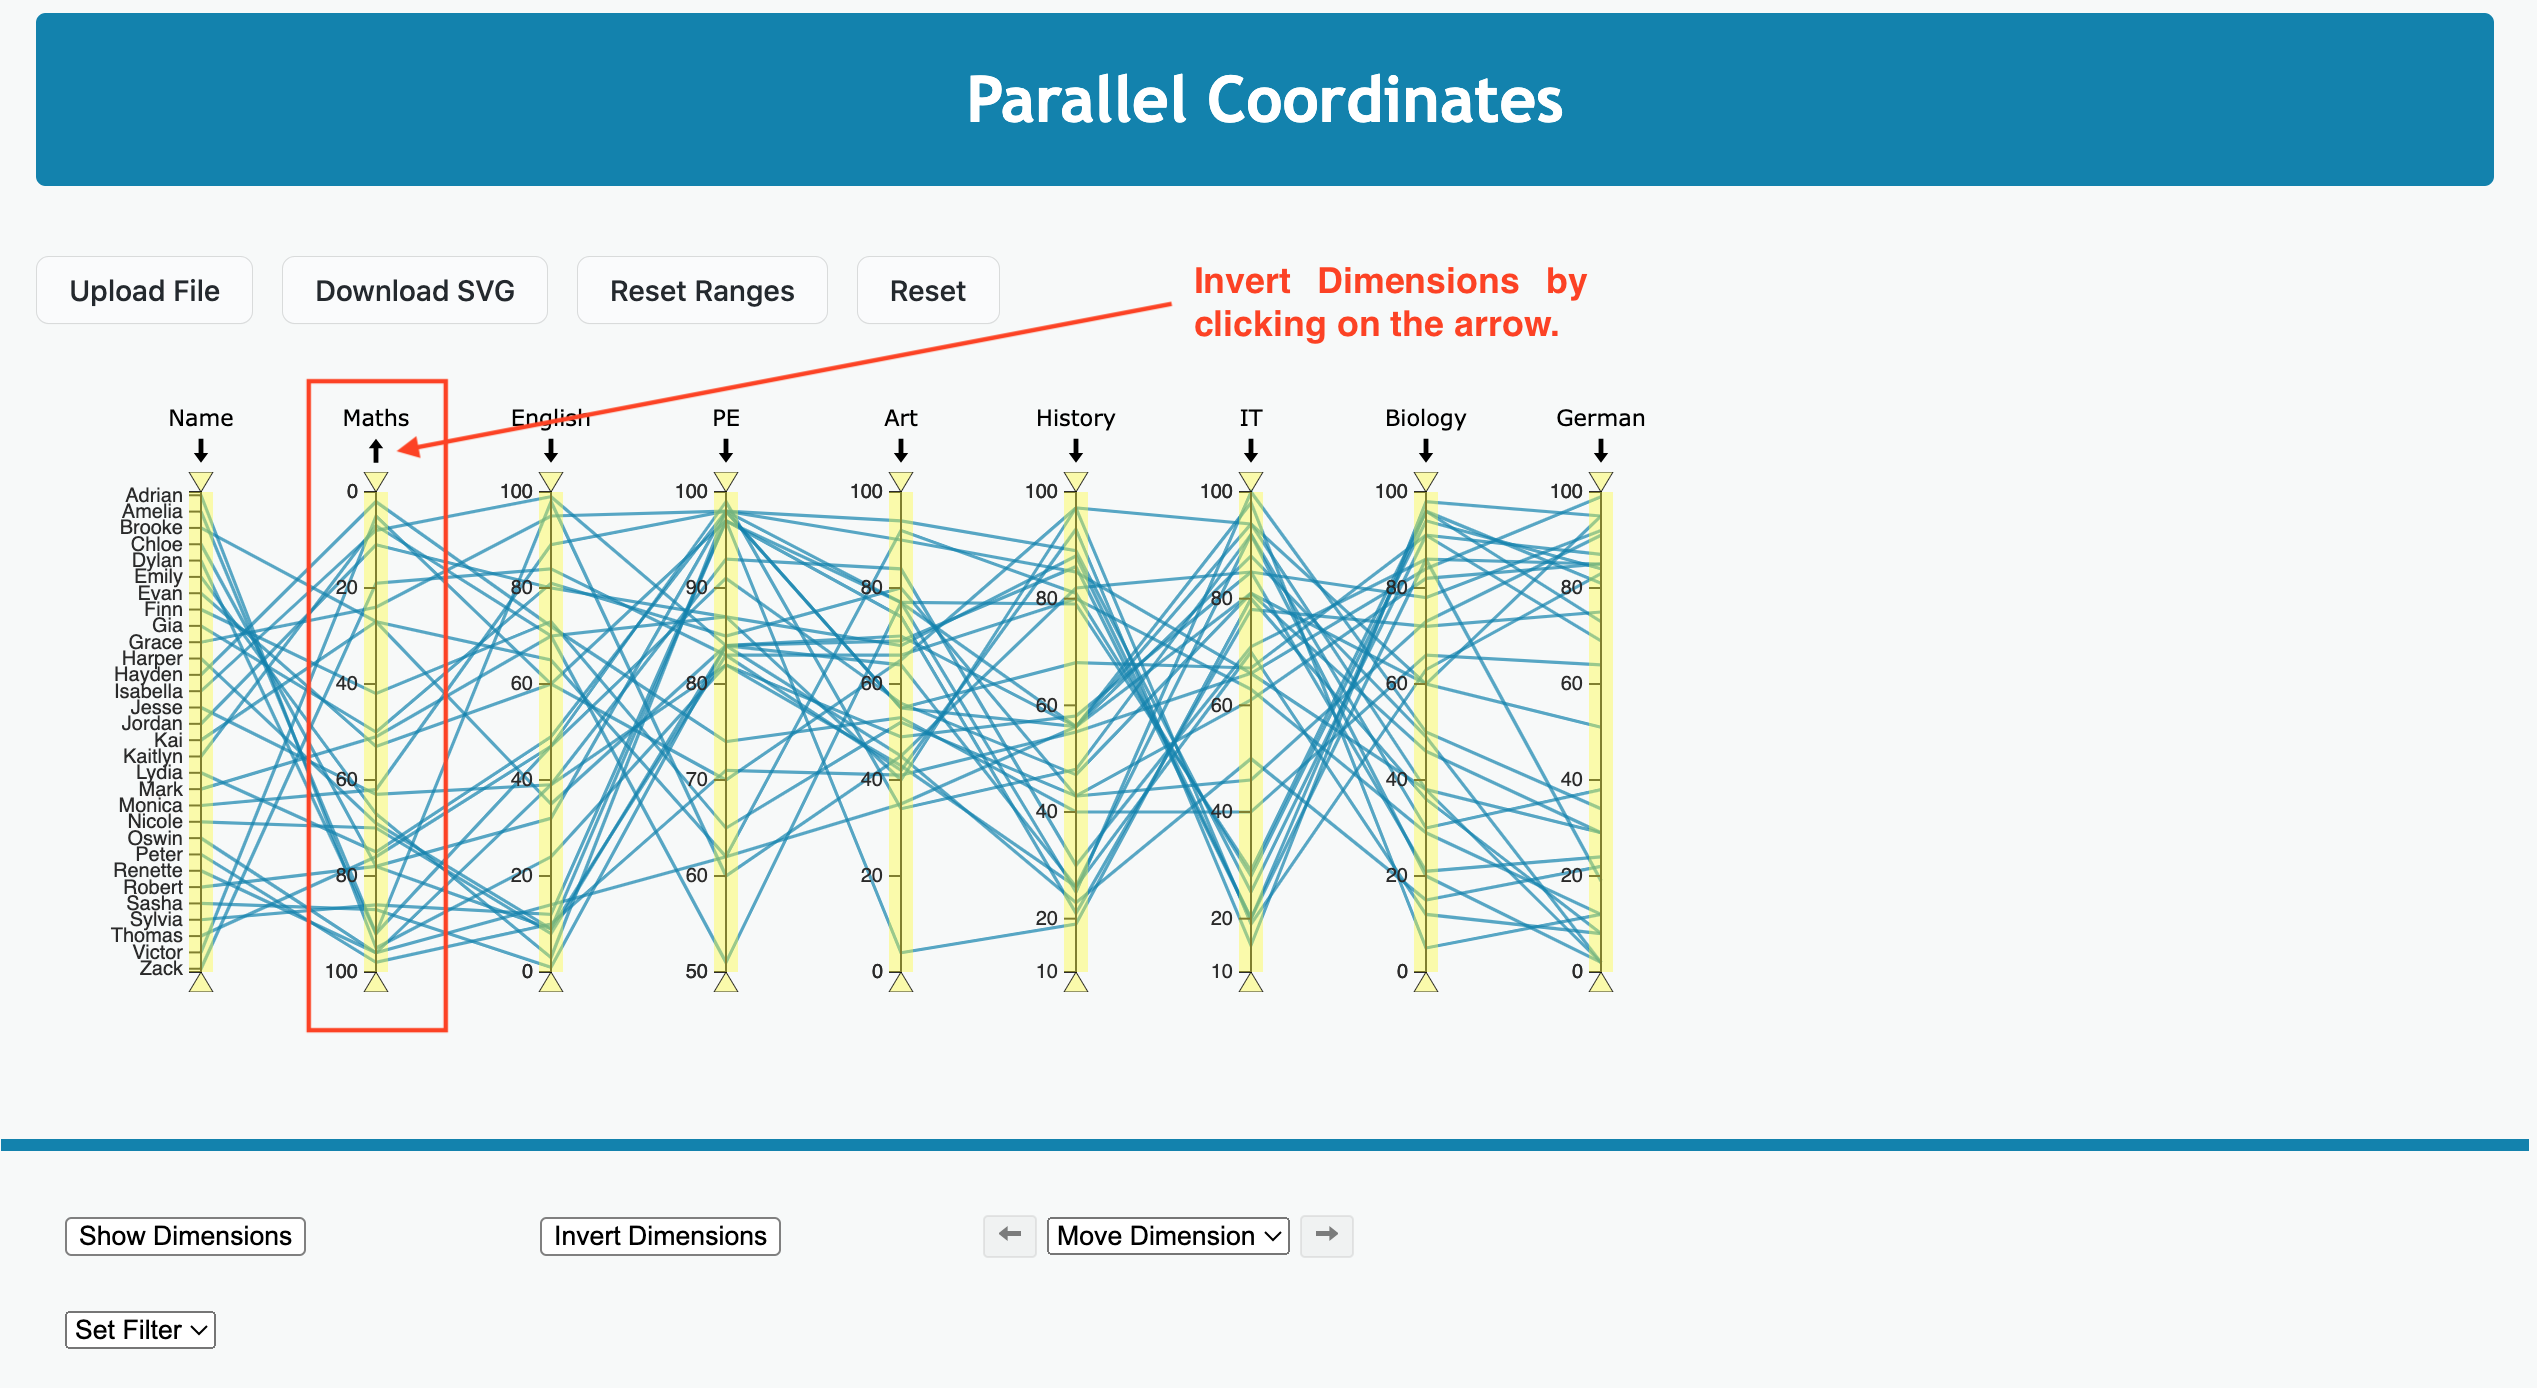 Parallel Coordinates
Upload File Download SVG Reset Ranges Reset
Invert Dimensions by
clicking on the arrow.
Name Maths English PE Art History IT Biology German
Adrian
Amelia
Brooke
Chloe
Dylan
Emily
Evan
Finn
Gia
Grace
Harper
Hayden
Isabella
Jesse
Jordan
Kai
Kaitlyn
Lydia
Mark
Monica
Nicole
Oswin
Peter
Renette
Robert
Sasha
Sylvia
Thomas
Victor
Zack
0
20
40
60
80
100
100
80
60
40
20
0
100
90
80
70
60
50
100
80
60
40
20
0
100
80
60
40
20
10
100
80
60
40
20
10
100
80
60
40
20
0
100
80
60
40
20
0
Show Dimensions Invert Dimensions Move Dimension
Set Filter